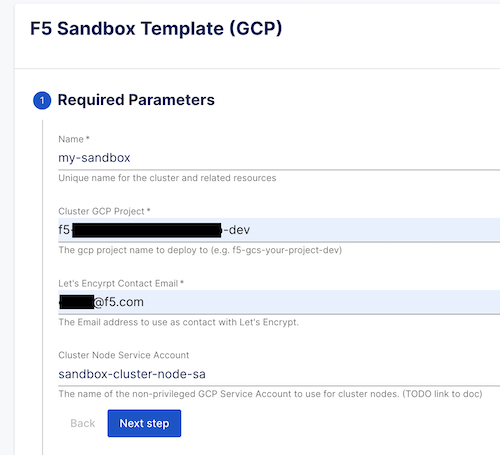 F5 Sandbox Template (GCP)
1 Required Parameters
Name *
my-sandbox
Unique name for the cluster and related resources
Cluster GCP Project *
f5- -dev
The gcp project name to deploy to (e.g. f5-gcs-your-project-dev)
Let's Encyrpt Contact Email *
@f5.com
The Email address to use as contact with Let's Encrypt.
Cluster Node Service Account
sandbox-cluster-node-sa
The name of the non-privileged GCP Service Account to use for cluster nodes. (TODO link to doc)
Back Next step